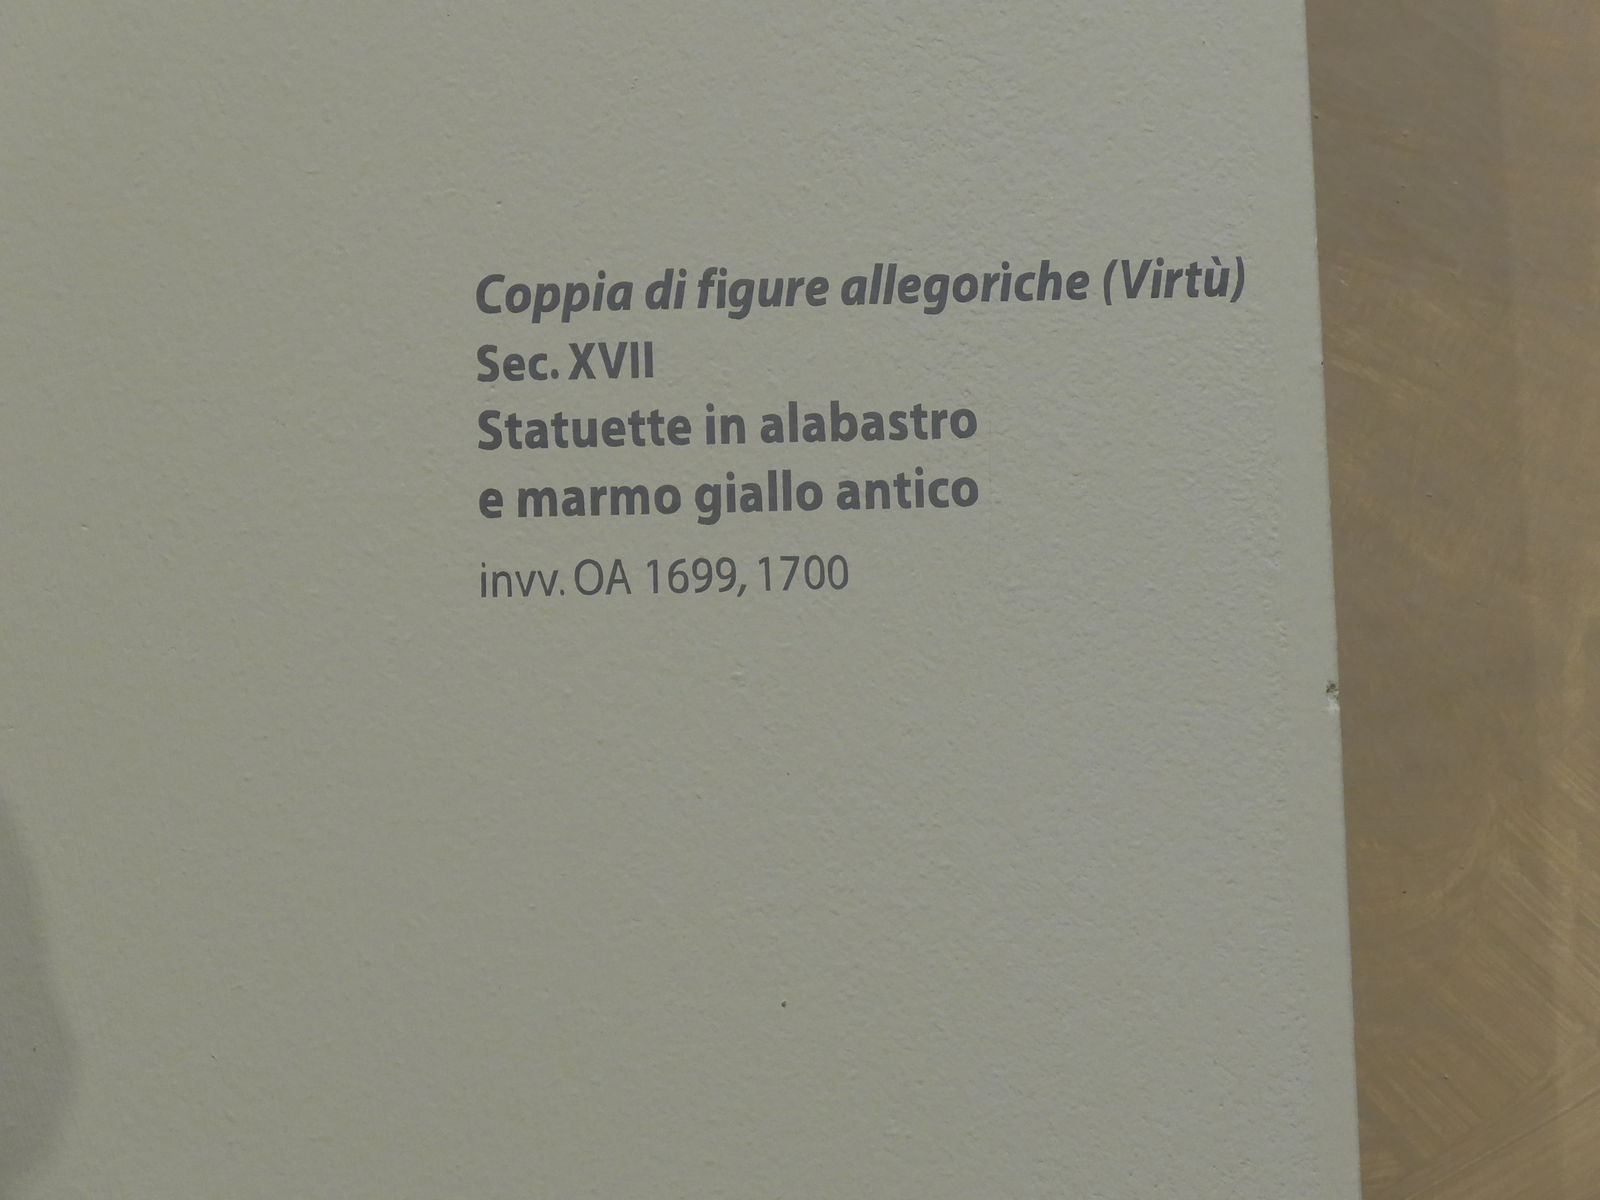 Coppia di figure allegoriche (Virtù)
Sec. XVII
Statuette in alabastro
e marmo giallo antico
invv. OA 1699, 1700